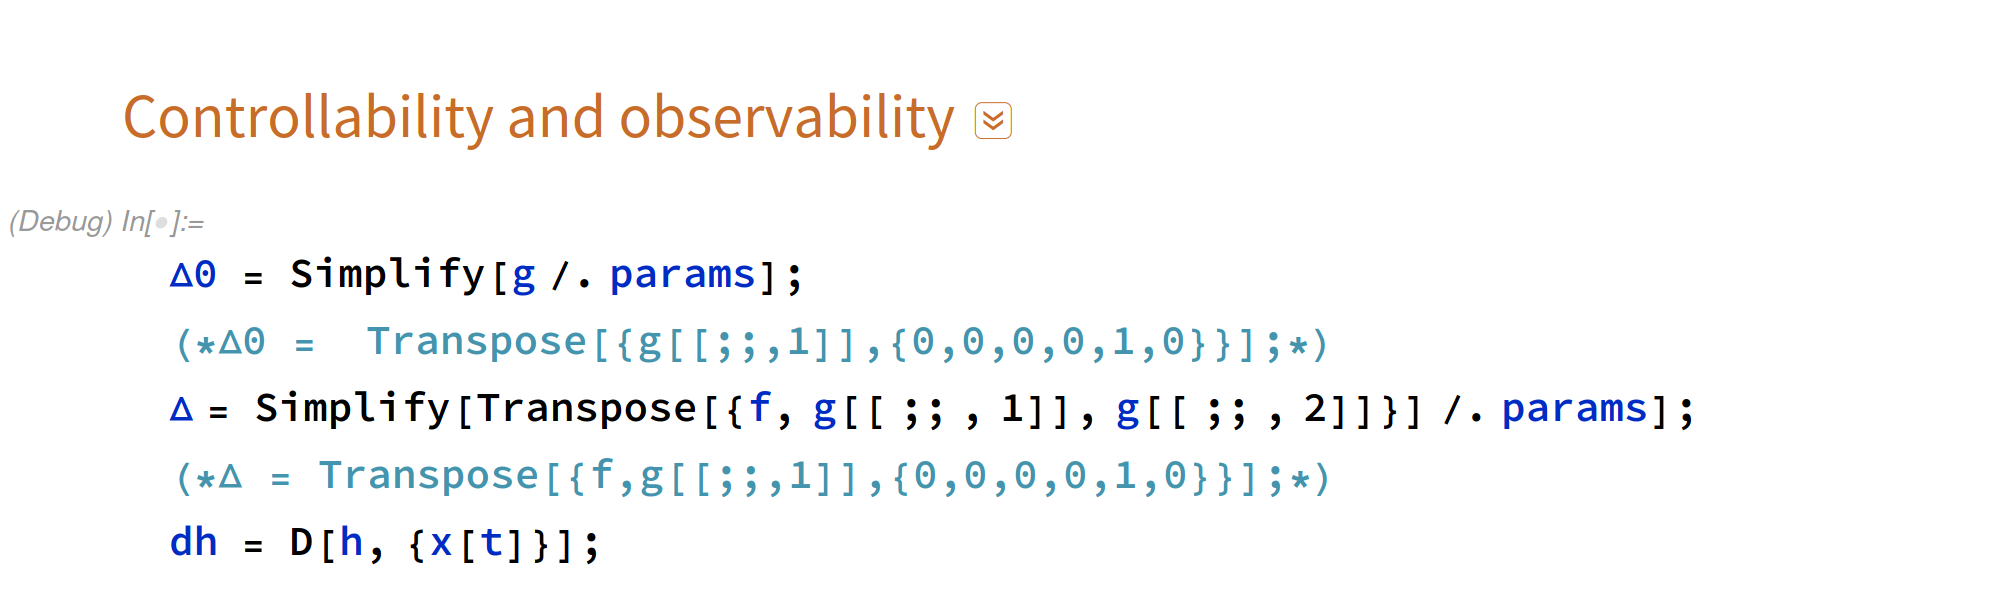 Controllability and observability
(Debug) In[•]:=
Δ0 = Simplify[g /. params];
(*Δ0 =  Transpose[{g[[;;,1]],{0,0,0,0,1,0}}];*)
Δ = Simplify[Transpose[{f, g[[ ;; , 1]], g[[ ;; , 2]]}] /. params];
(*Δ = Transpose[{f,g[[;;,1]],{0,0,0,0,1,0}}];*)
dh = D[h, {x[t]}];